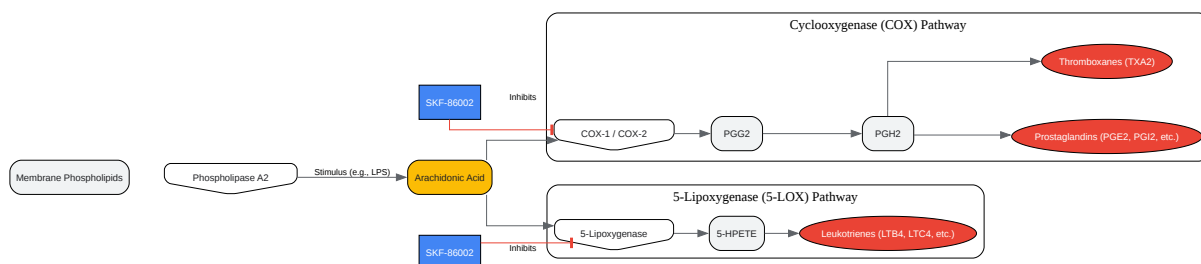 Cyclooxygenase (COX) Pathway
Thromboxanes (TXA2)
SKF-86002
Inhibits
COX-1 / COX-2
PGG2
PGH2
Prostaglandins (PGE2, PGI2, etc.)
Membrane Phospholipids
Phospholipase A2
Stimulus (e.g., LPS)
Arachidonic Acid
5-Lipoxygenase (5-LOX) Pathway
5-Lipoxygenase
5-HPETE
Leukotrienes (LTB4, LTC4, etc.)
SKF-86002
Inhibits